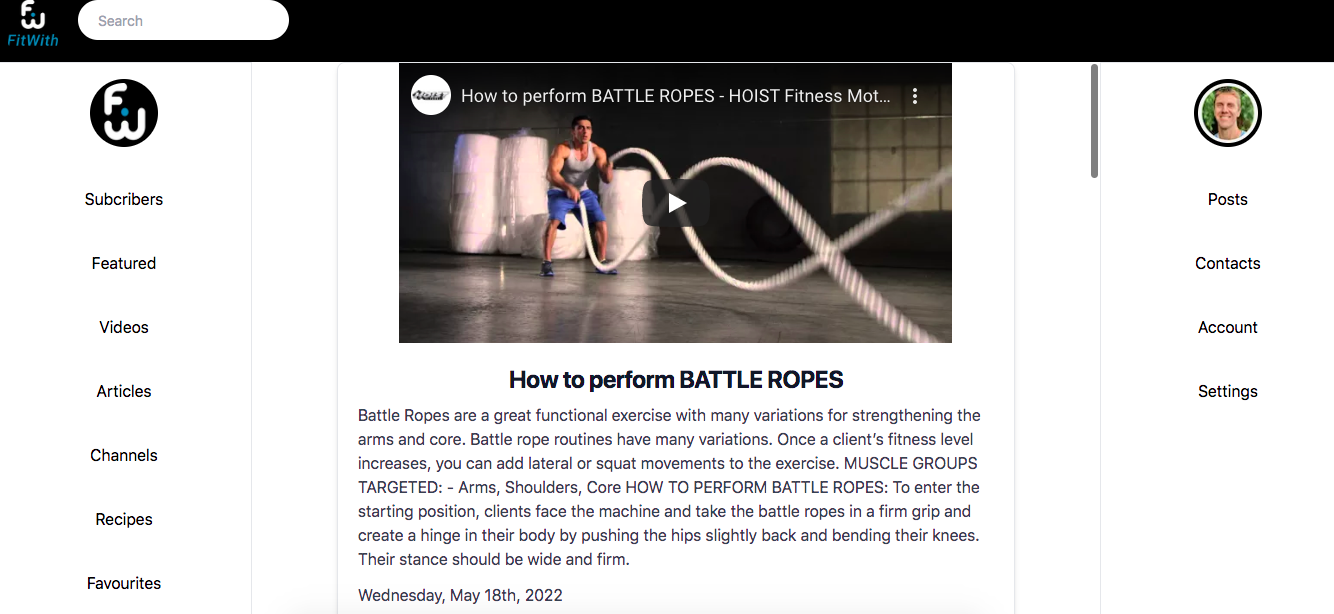 FW
FitWith
Search
FW
Subcribers
Featured
Videos
Articles
Channels
Recipes
Favourites
HOIST
How to perform BATTLE ROPES - HOIST Fitness Mot...
How to perform BATTLE ROPES
Battle Ropes are a great functional exercise with many variations for strengthening the
arms and core. Battle rope routines have many variations. Once a client’s fitness level
increases, you can add lateral or squat movements to the exercise. MUSCLE GROUPS
TARGETED: - Arms, Shoulders, Core HOW TO PERFORM BATTLE ROPES: To enter the
starting position, clients face the machine and take the battle ropes in a firm grip and
create a hinge in their body by pushing the hips slightly back and bending their knees.
Their stance should be wide and firm.
Wednesday, May 18th, 2022
Posts
Contacts
Account
Settings